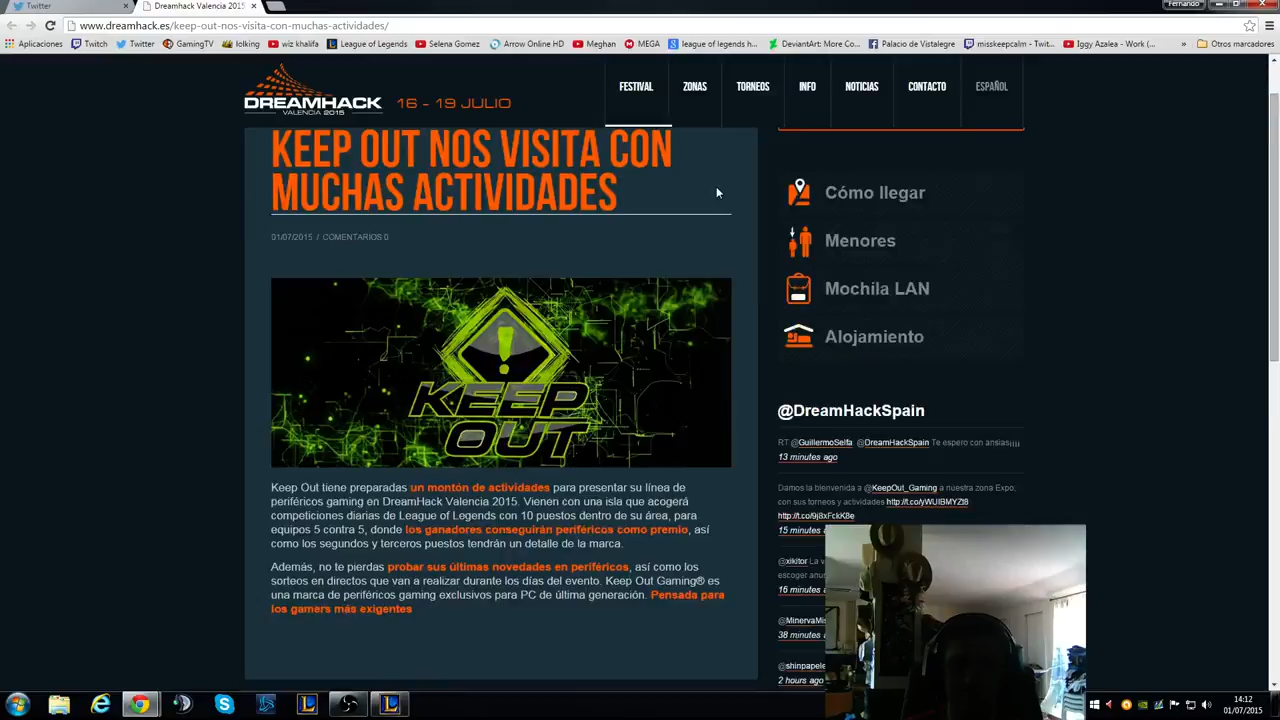 Twitter
Dreamhack Valencia 2015
Fernando
www.dreamhack.es/keep-out-nos-visita-con-muchas-actividades/
Aplicaciones
Twitch
Twitter
GamingTV
lolking
wiz khalifa
League of Legends
Selena Gomez
Arrow Online HD
Meghan
MEGA
league of legends h...
DeviantArt: More Co...
Palacio de Vistalegre
misskeepcalm - Twit...
Iggy Azalea - Work (...
»
Otros marcadores
DREAMHACK
VALENCIA 2015
16 - 19 JULIO
FESTIVAL
ZONAS
TORNEOS
INFO
NOTICIAS
CONTACTO
ESPAÑOL
KEEP OUT NOS VISITA CON
MUCHAS ACTIVIDADES
01/07/2015 / COMENTARIOS 0
KEEP
OUT
Keep Out tiene preparadas un montón de actividades para presentar su línea de
periféricos gaming en DreamHack Valencia 2015. Vienen con una isla que acogerá
competiciones diarias de League of Legends con 10 puestos dentro de su área, para
equipos 5 contra 5, donde los ganadores conseguirán periféricos como premio, así
como los segundos y terceros puestos tendrán un detalle de la marca.
Además, no te pierdas probar sus últimas novedades en periféricos, así como los
sorteos en directos que van a realizar durante los días del evento. Keep Out Gaming® es
una marca de periféricos gaming exclusivos para PC de última generación. Pensada para
los gamers más exigentes
Cómo llegar
Menores
Mochila LAN
Alojamiento
@DreamHackSpain
RT @GuillermoSelfa @DreamHackSpain Te espero con ansias¡¡¡¡
13 minutes ago
Damos la bienvenida a @KeepOut_Gaming a nuestra zona Expo,
con sus torneos y actividades
15 minutes
@xikitor La v
escoger anu
16 minutes
@MinervaMi
38 minutes
@shinpapele
2 hours ago
14:12
01/07/2015